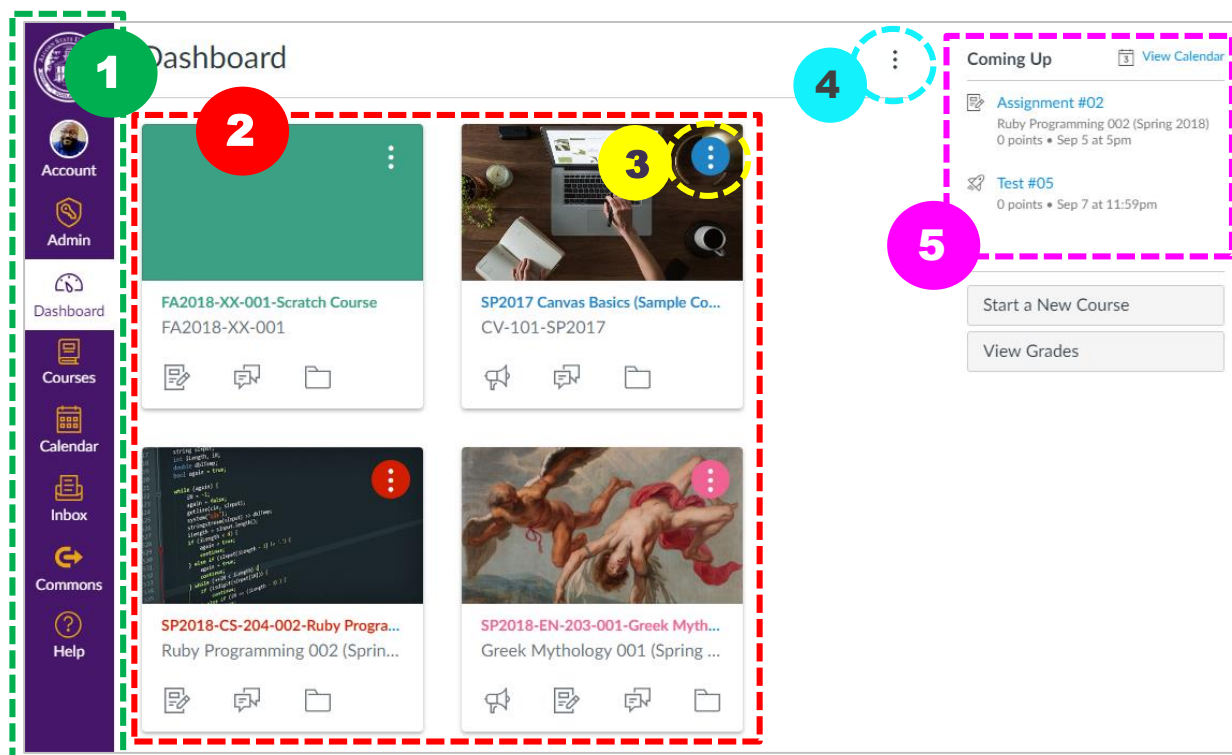 1
Dashboard
2
3
4
5
Account
Admin
Dashboard
Courses
Calendar
Inbox
Commons
Help
FA2018-XX-001-Scratch Course
FA2018-XX-001
SP2017 Canvas Basics (Sample Co...
CV-101-SP2017
SP2018-CS-204-002-Ruby Progra...
Ruby Programming 002 (Sprin...
SP2018-EN-203-001-Greek Myth...
Greek Mythology 001 (Spring ...
Coming Up
3 View Calendar
Assignment #02
Ruby Programming 002 (Spring 2018)
0 points • Sep 5 at 5pm
Test #05
0 points • Sep 7 at 11:59pm
Start a New Course
View Grades